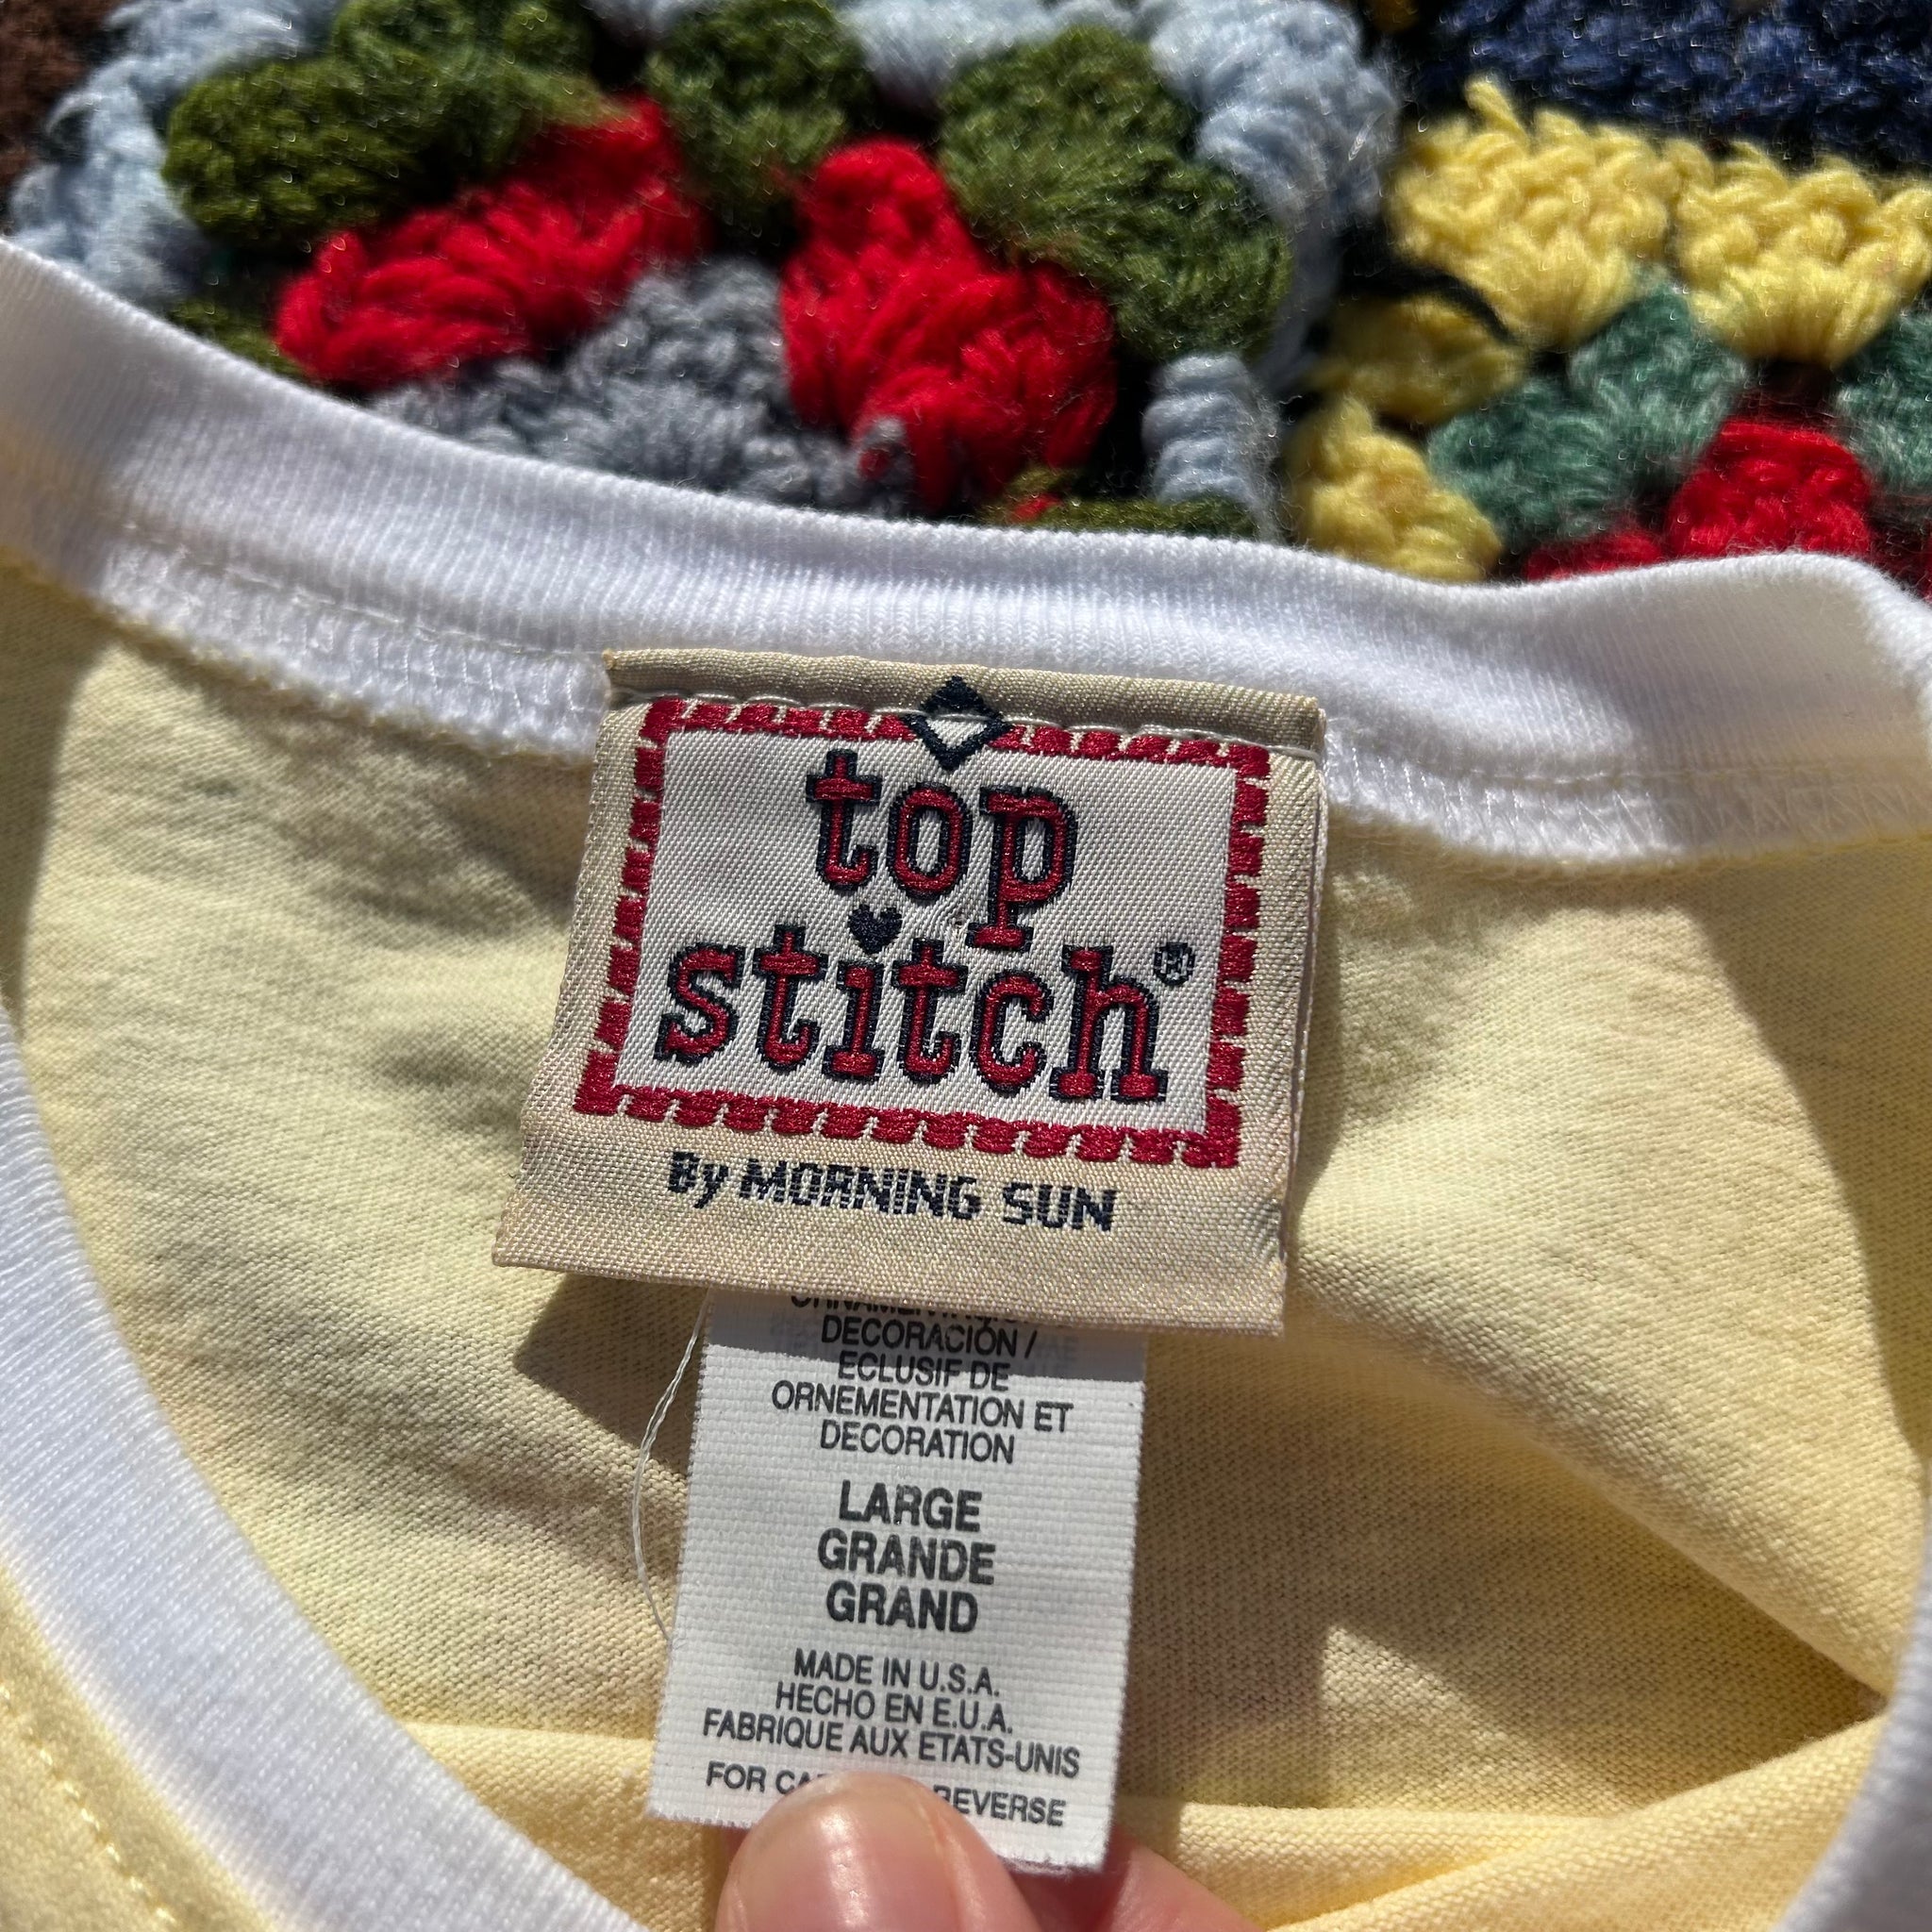 top
stitch®
By MORNING SUN
DECORACIÓN /
ECLUSIF DE
ORNEMENTATION ET
DECORATION
LARGE
GRANDE
GRAND
MADE IN U.S.A.
HECHO EN E.U.A.
FABRIQUE AUX ETATS-UNIS
FOR REVERSE